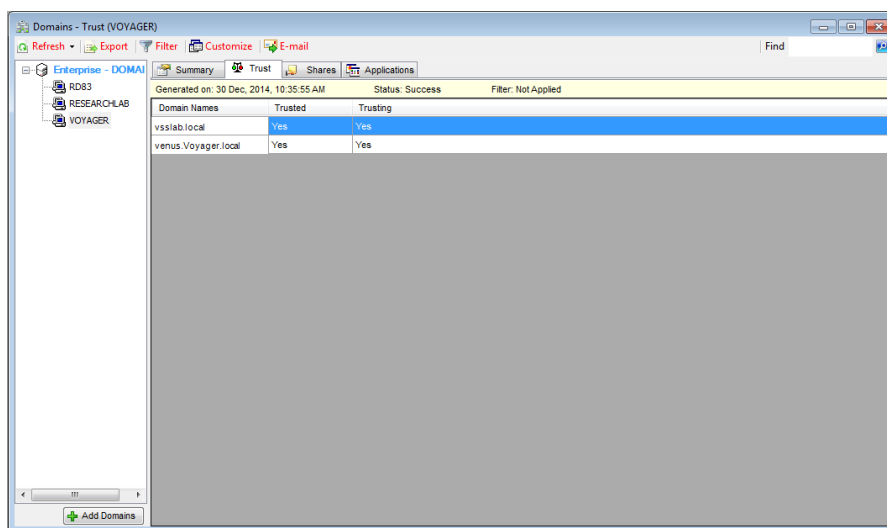 Domains - Trust (VOYAGER)
Refresh Export Filter Customize E-mail Find
Enterprise - DOMAI
RD83
RESEARCHLAB
VOYAGER
Summary Trust Shares Applications
Generated on: 30 Dec, 2014, 10:35:55 AM Status: Success Filter: Not Applied
Domain Names Trusted Trusting
vsslab.local Yes Yes
venus.Voyager.local Yes Yes
Add Domains